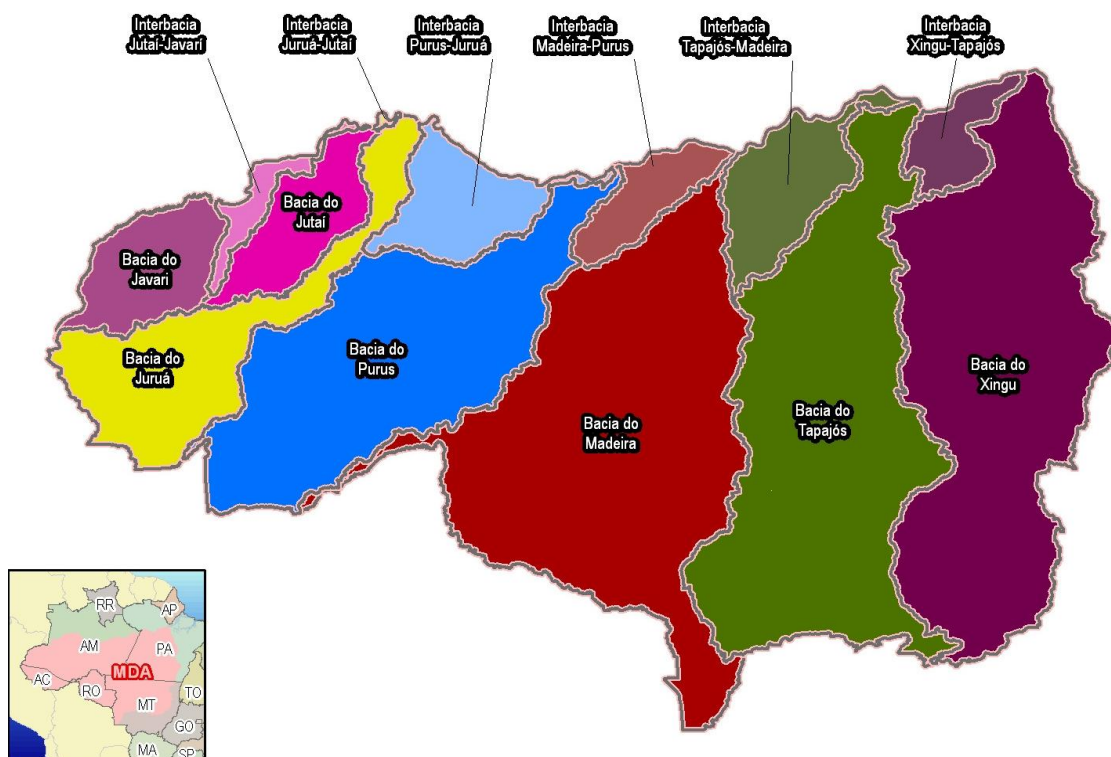 Interbacia
Jutaí-Javarí
Interbacia
Juruá-Jutaí
Interbacia
Purus-Juruá
Interbacia
Madeira-Purus
Interbacia
Tapajós-Madeira
Interbacia
Xingu-Tapajós
Bacia do
Jutaí
Bacia do
Javari
Bacia do
Juruá
Bacia do
Purus
Bacia do
Madeira
Bacia do
Tapajós
Bacia do
Xingu
RR
AP
AM
PA
MDA
AC
RO
TO
MT
GO
MA
SP